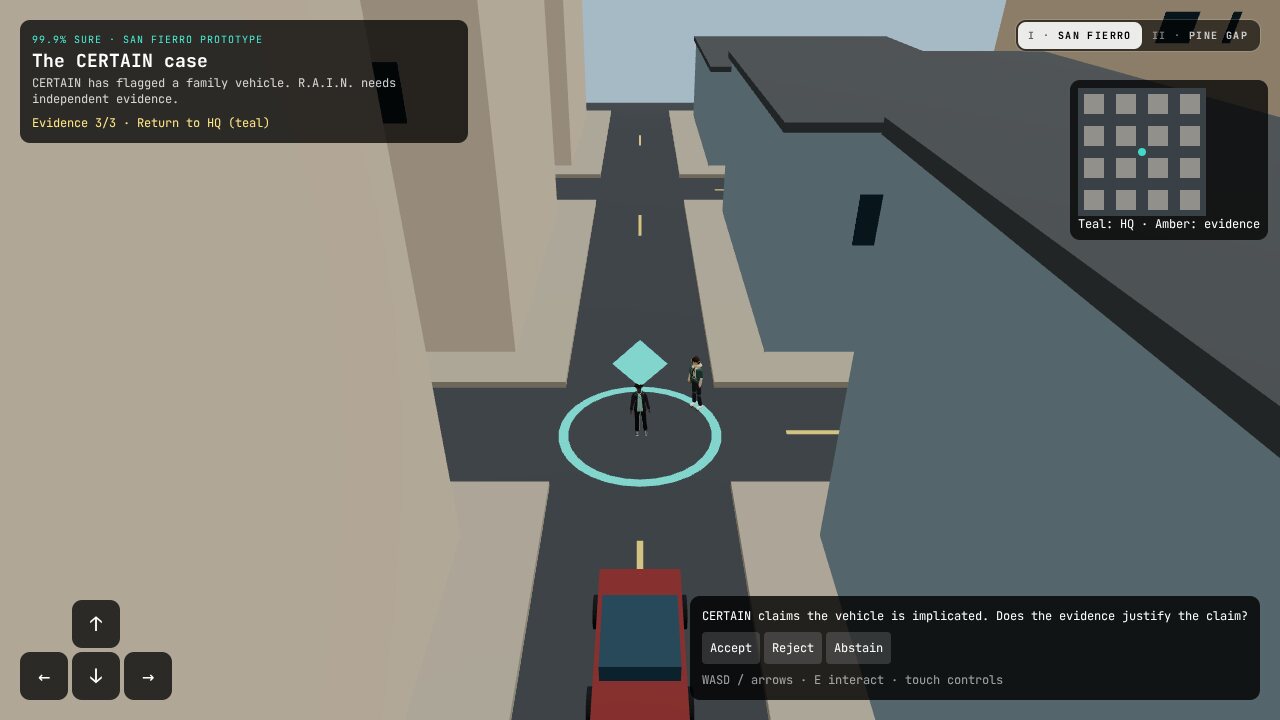 99.9% SURE · SAN FIERRO PROTOTYPE
The CERTAIN case
CERTAIN has flagged a family vehicle. R.A.I.N. needs
independent evidence.
Evidence 3/3 · Return to HQ (teal)
I · SAN FIERRO
II · PINE GAP
Teal: HQ · Amber: evidence
↑
← ↓ →
CERTAIN claims the vehicle is implicated. Does the evidence justify the claim?
Accept Reject Abstain
WASD / arrows · E interact · touch controls